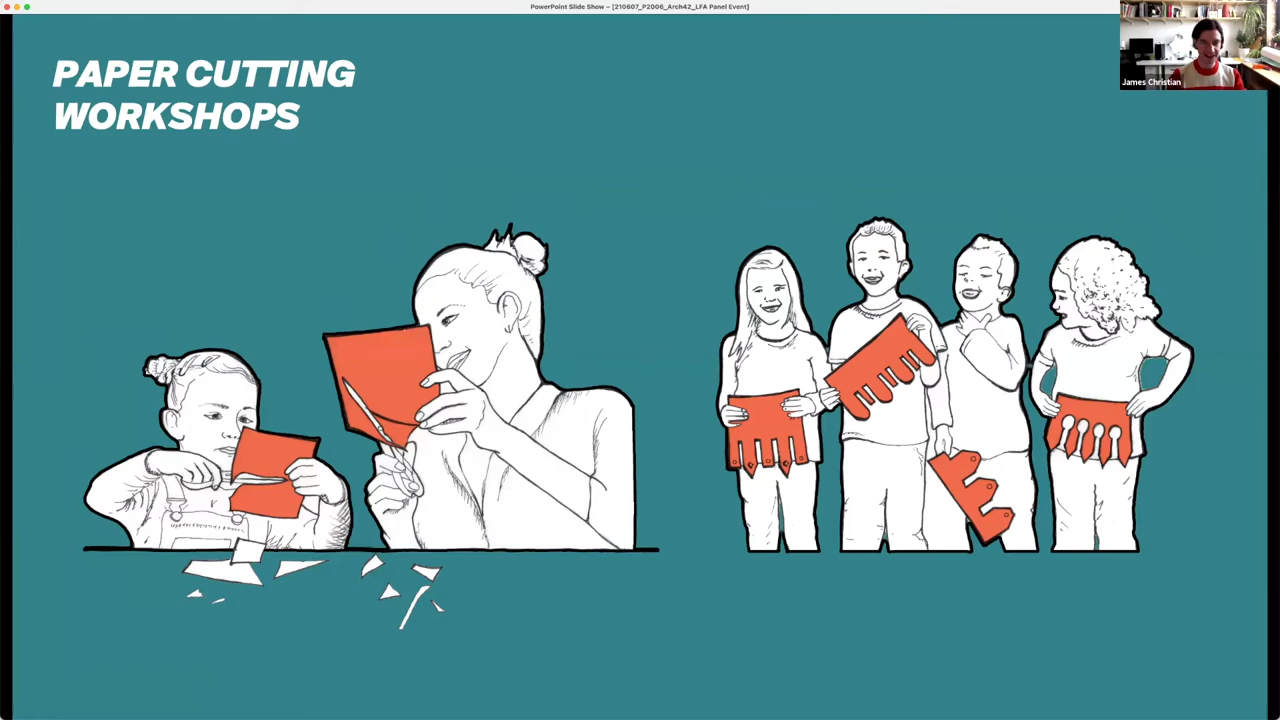 PowerPoint Slide Show – [210607_P2006_Arch42_LFA Panel Event]
PAPER CUTTING
WORKSHOPS
James Christian